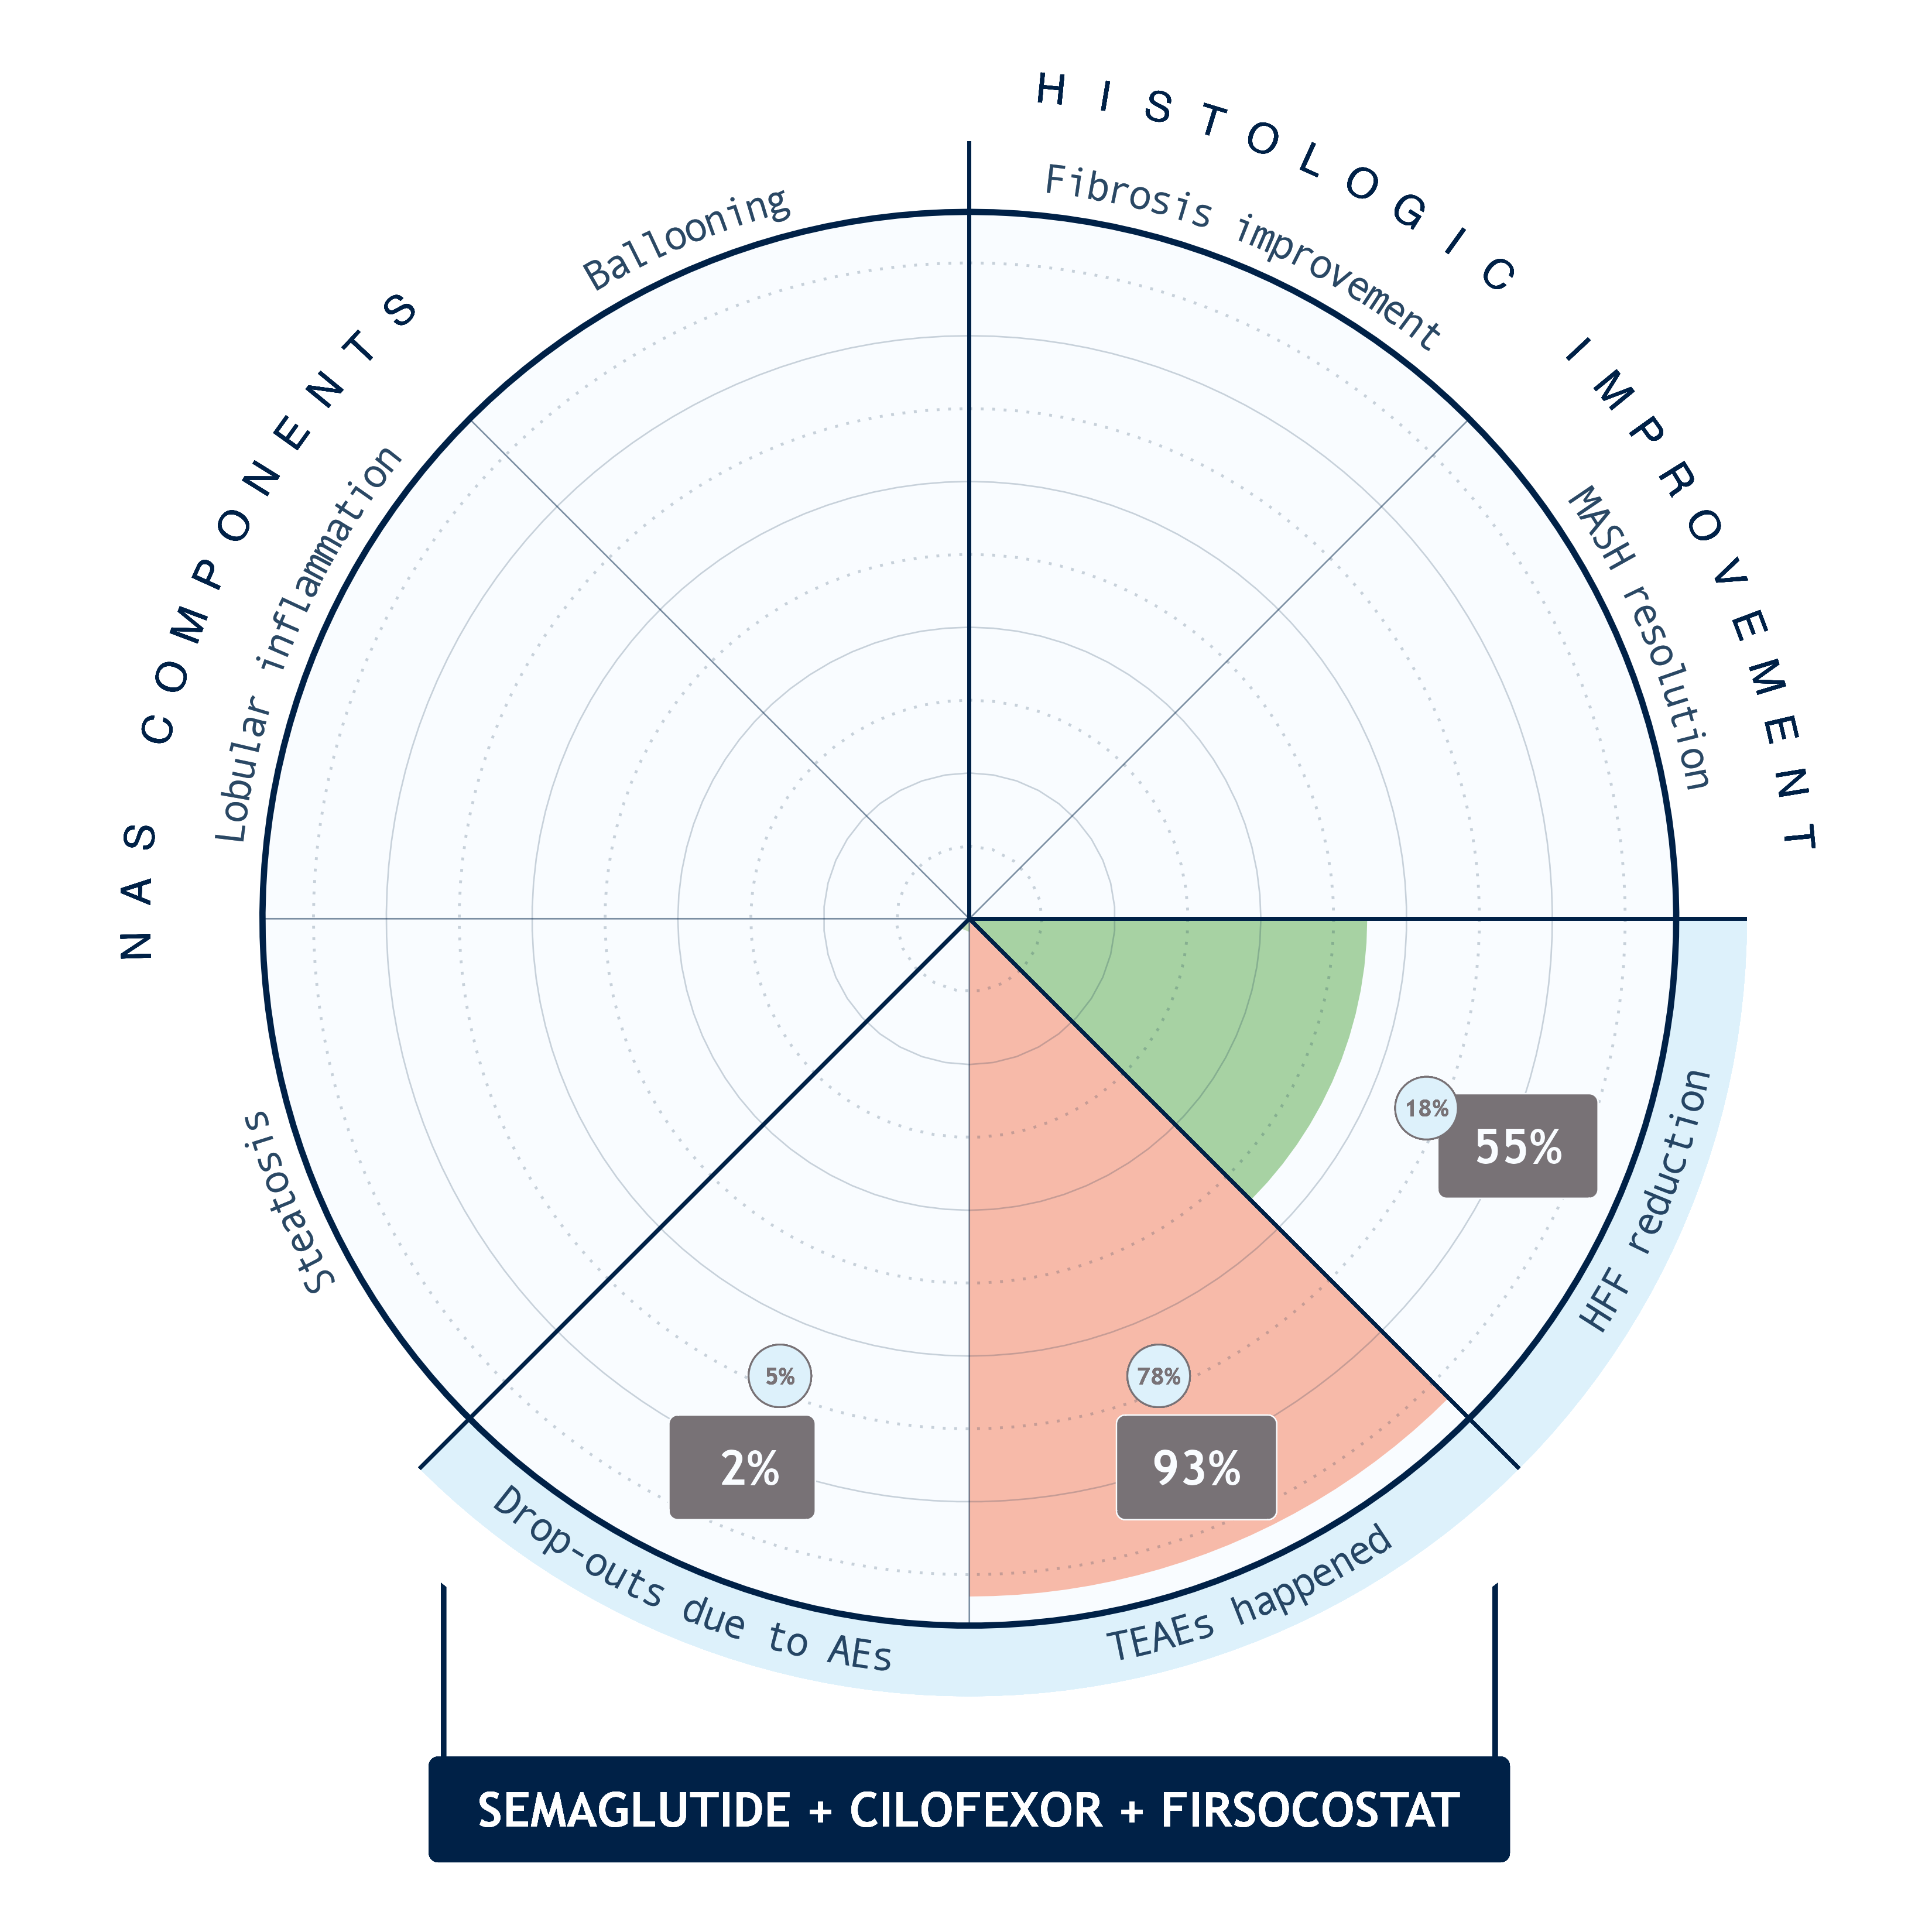 HISTOLOGIC IMPROVEMENT
Fibrosis improvement
MASH resolution
NAS COMPONENTS
Ballooning
Lobular inflammation
Steatosis
HFF reduction
18%
55%
TEAEs happened
78%
93%
Drop-outs due to AEs
5%
2%
SEMAGLUTIDE + CILOFEXOR + FIRSOCOSTAT